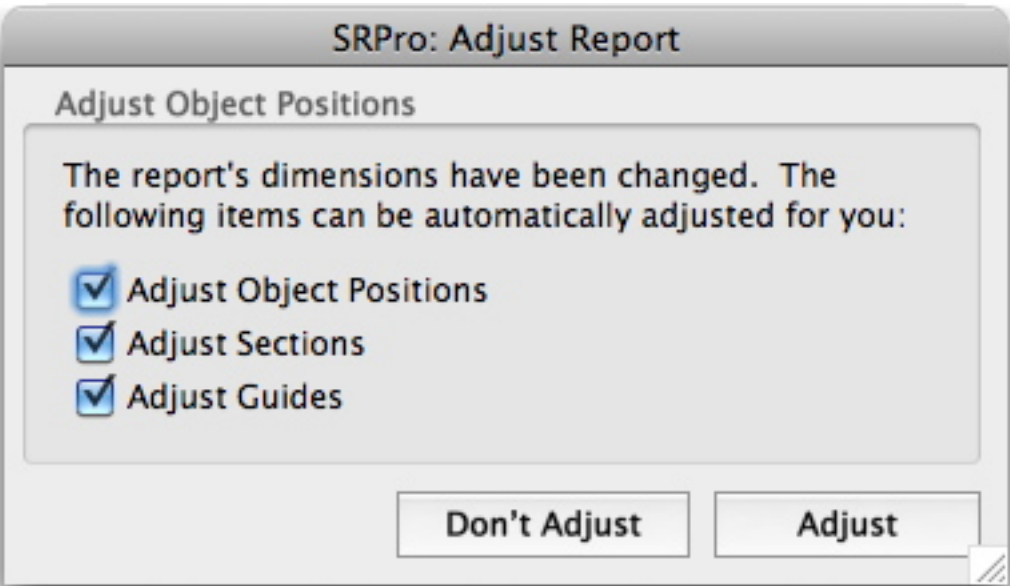 SRPro: Adjust Report
Adjust Object Positions
The report's dimensions have been changed.  The
following items can be automatically adjusted for you:
Adjust Object Positions
Adjust Sections
Adjust Guides
Don't Adjust
Adjust